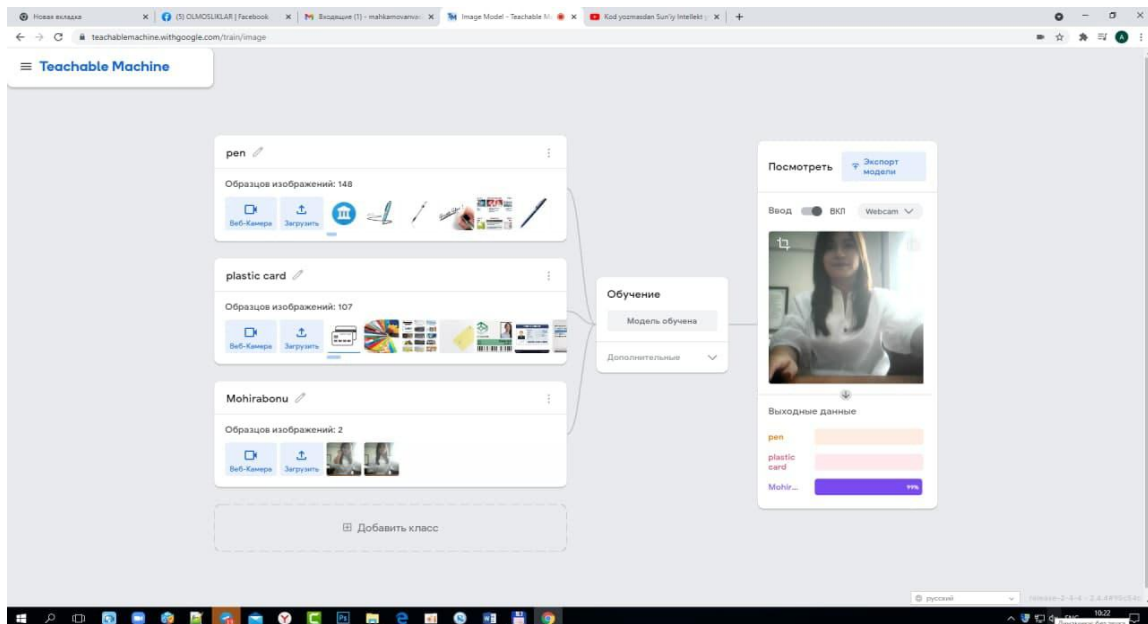 Новая вкладка
(5) OLMOSLIKLAR | Facebook
Входящие (1) - mahkamovamav
Image Model - Teachable M
Kod yozmasdan Sun'iy Intellekt
teachablemachine.withgoogle.com/train/image
Teachable Machine
pen
Образцов изображений: 148
Веб-Камера
Загрузить
plastic card
Образцов изображений: 107
Веб-Камера
Загрузить
Mohirabonu
Образцов изображений: 2
Веб-Камера
Загрузить
Добавить класс
Обучение
Модель обучена
Дополнительные
Посмотреть
Экспорт
модели
Ввод
ВКЛ
Webcam
Выходные данные
pen
plastic
card
Mohir...
99%
русский
ENG
10:22